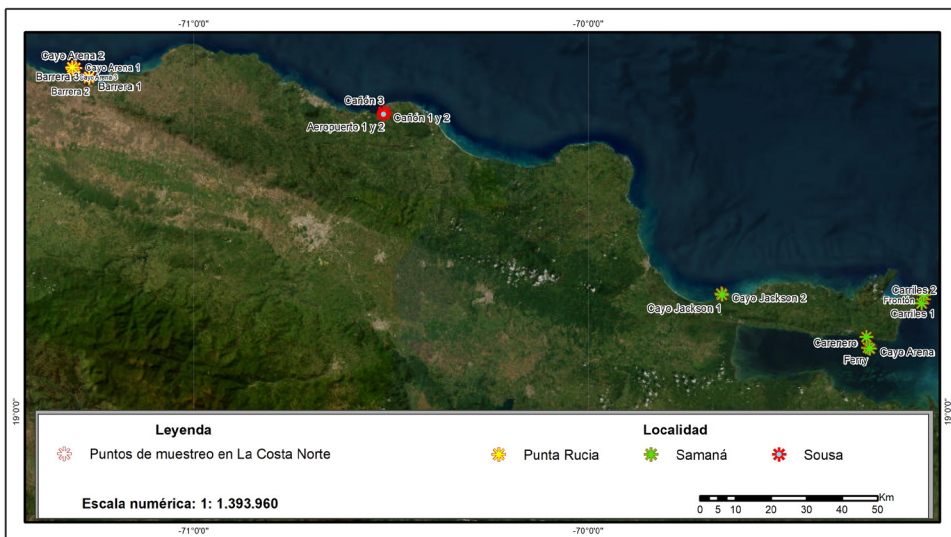 -71°0'0"
-70°0'0"
Cayo Arena 2
Cayo Arena 1
Barrera 3
Cayo Arena 3
Barrera 1
Barrera 2
Cañón 3
Cañón 1 y 2
Aeropuerto 1 y 2
Carriles 2
Frontón
Carriles 1
Cayo Jackson 2
Cayo Jackson 1
Carenero
Cayo Arena
Ferry
19°0'0"
19°0'0"
Leyenda
Localidad
Puntos de muestreo en La Costa Norte
Punta Rucia
Samaná
Sousa
Escala numérica: 1: 1.393.960
Km
0 5 10 20 30 40 50
-71°0'0"
-70°0'0"